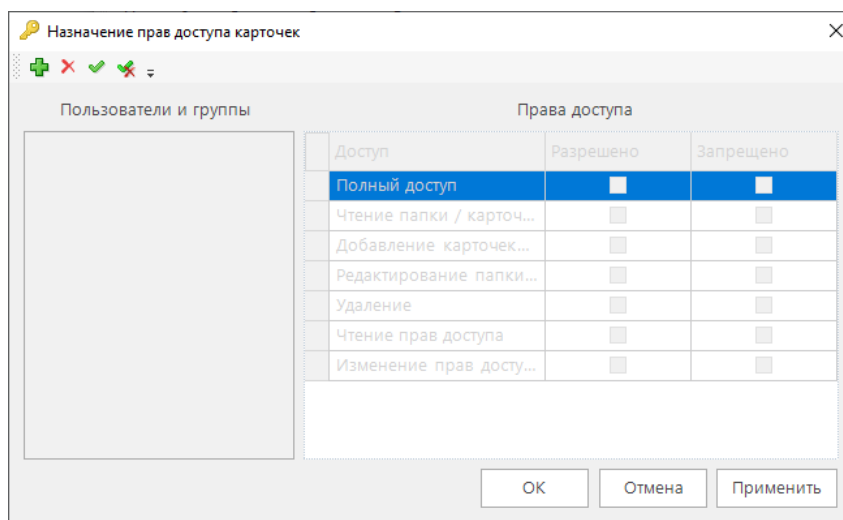 Назначение прав доступа карточек
Пользователи и группы
Права доступа
Доступ Разрешено Запрещено
Полный доступ
Чтение папки / карточ...
Добавление карточек...
Редактирование папки...
Удаление
Чтение прав доступа
Изменение прав досту...
ОК Отмена Применить